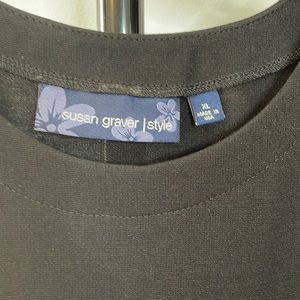 susan graver | style
XL
MADE IN
USA